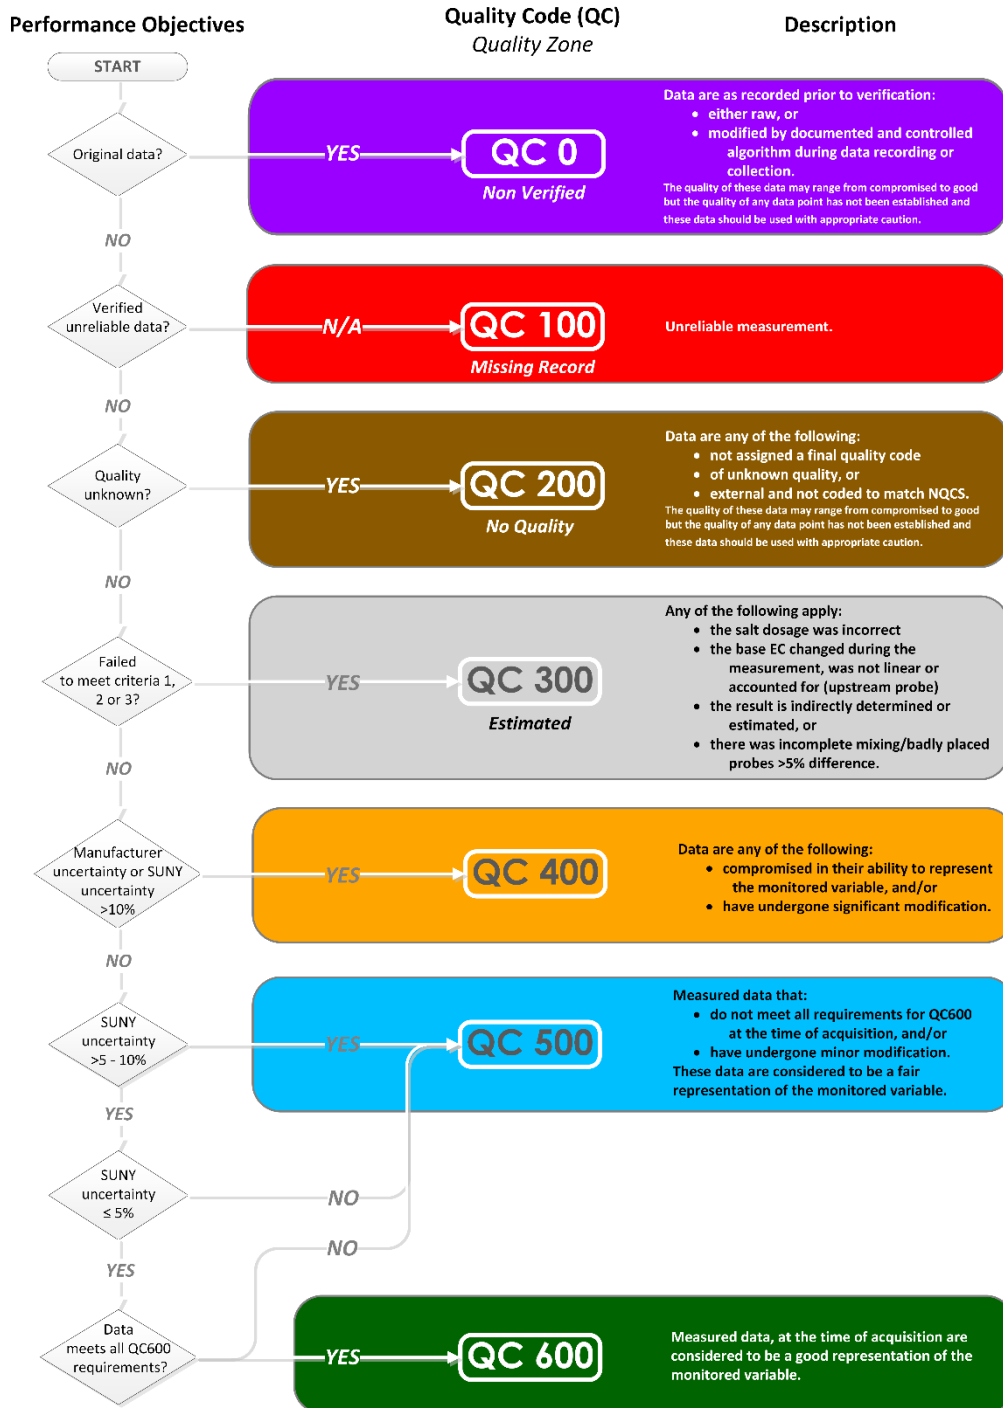 Performance Objectives
Quality Code (QC)
Quality Zone
Description
START
Original data?
YES
QC 0
Non Verified
Data are as recorded prior to verification:
• either raw, or
• modified by documented and controlled
algorithm during data recording or
collection.
The quality of these data may range from compromised to good
but the quality of any data point has not been established and
these data should be used with appropriate caution.
NO
Verified
unreliable data?
N/A
QC 100
Missing Record
Unreliable measurement.
NO
Quality
unknown?
YES
QC 200
No Quality
Data are any of the following:
• not assigned a final quality code
• of unknown quality, or
• external and not coded to match NQCS.
The quality of these data may range from compromised to good
but the quality of any data point has not been established and
these data should be used with appropriate caution.
NO
Failed
to meet criteria 1,
2 or 3?
YES
QC 300
Estimated
Any of the following apply:
• the salt dosage was incorrect
• the base EC changed during the
measurement, was not linear or
accounted for (upstream probe)
• the result is indirectly determined or
estimated, or
• there was incomplete mixing/badly placed
probes >5% difference.
NO
Manufacturer
uncertainty or SUNY
uncertainty
>10%
YES
QC 400
Data are any of the following:
• compromised in their ability to represent
the monitored variable, and/or
• have undergone significant modification.
NO
SUNY
uncertainty
>5 - 10%
YES
QC 500
Measured data that:
• do not meet all requirements for QC600
at the time of acquisition, and/or
• have undergone minor modification.
These data are considered to be a fair
representation of the monitored variable.
YES
SUNY
uncertainty
≤ 5%
NO
NO
YES
Data
meets all QC600
requirements?
YES
QC 600
Measured data, at the time of acquisition are
considered to be a good representation of the
monitored variable.